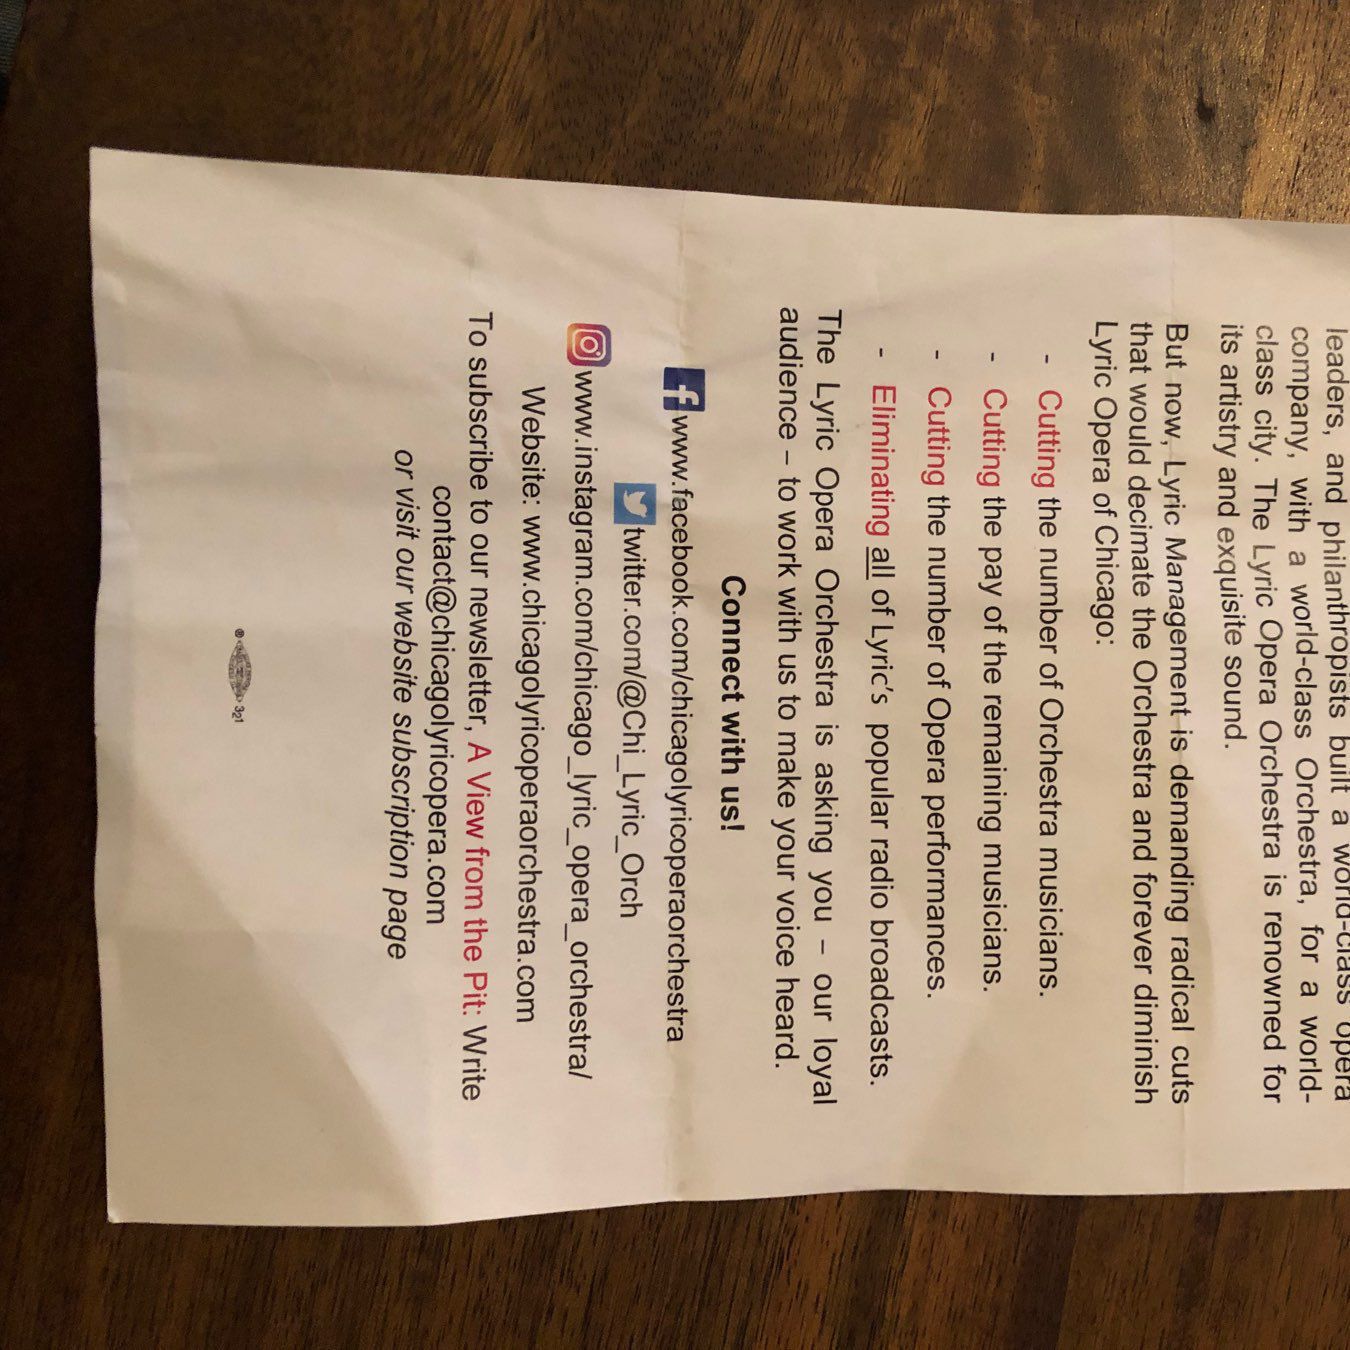 leaders, and philanthropists built a world-class opera
company, with a world-class Orchestra, for a world-
class city. The Lyric Opera Orchestra is renowned for
its artistry and exquisite sound.
But now, Lyric Management is demanding radical cuts
that would decimate the Orchestra and forever diminish
Lyric Opera of Chicago:
- Cutting the number of Orchestra musicians.
- Cutting the pay of the remaining musicians.
- Cutting the number of Opera performances.
- Eliminating all of Lyric's popular radio broadcasts.
The Lyric Opera Orchestra is asking you – our loyal
audience – to work with us to make your voice heard.
Connect with us!
www.facebook.com/chicagolyricoperaorchestra
twitter.com/@Chi_Lyric_Orch
www.instagram.com/chicago_lyric_opera_orchestra/
Website: www.chicagolyricoperaorchestra.com
To subscribe to our newsletter, A View from the Pit: Write
contact@chicagolyricopera.com
or visit our website subscription page
321